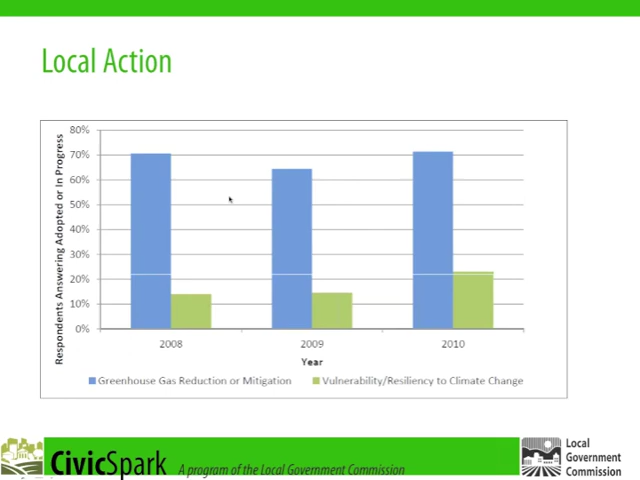 Local Action
Respondents Answering Adopted or In Progress
80%
70%
60%
50%
40%
30%
20%
10%
0%
2008 2009 2010
Year
Greenhouse Gas Reduction or Mitigation Vulnerability/Resiliency to Climate Change
CivicSpark A program of the Local Government Commission
Local
Government
Commission